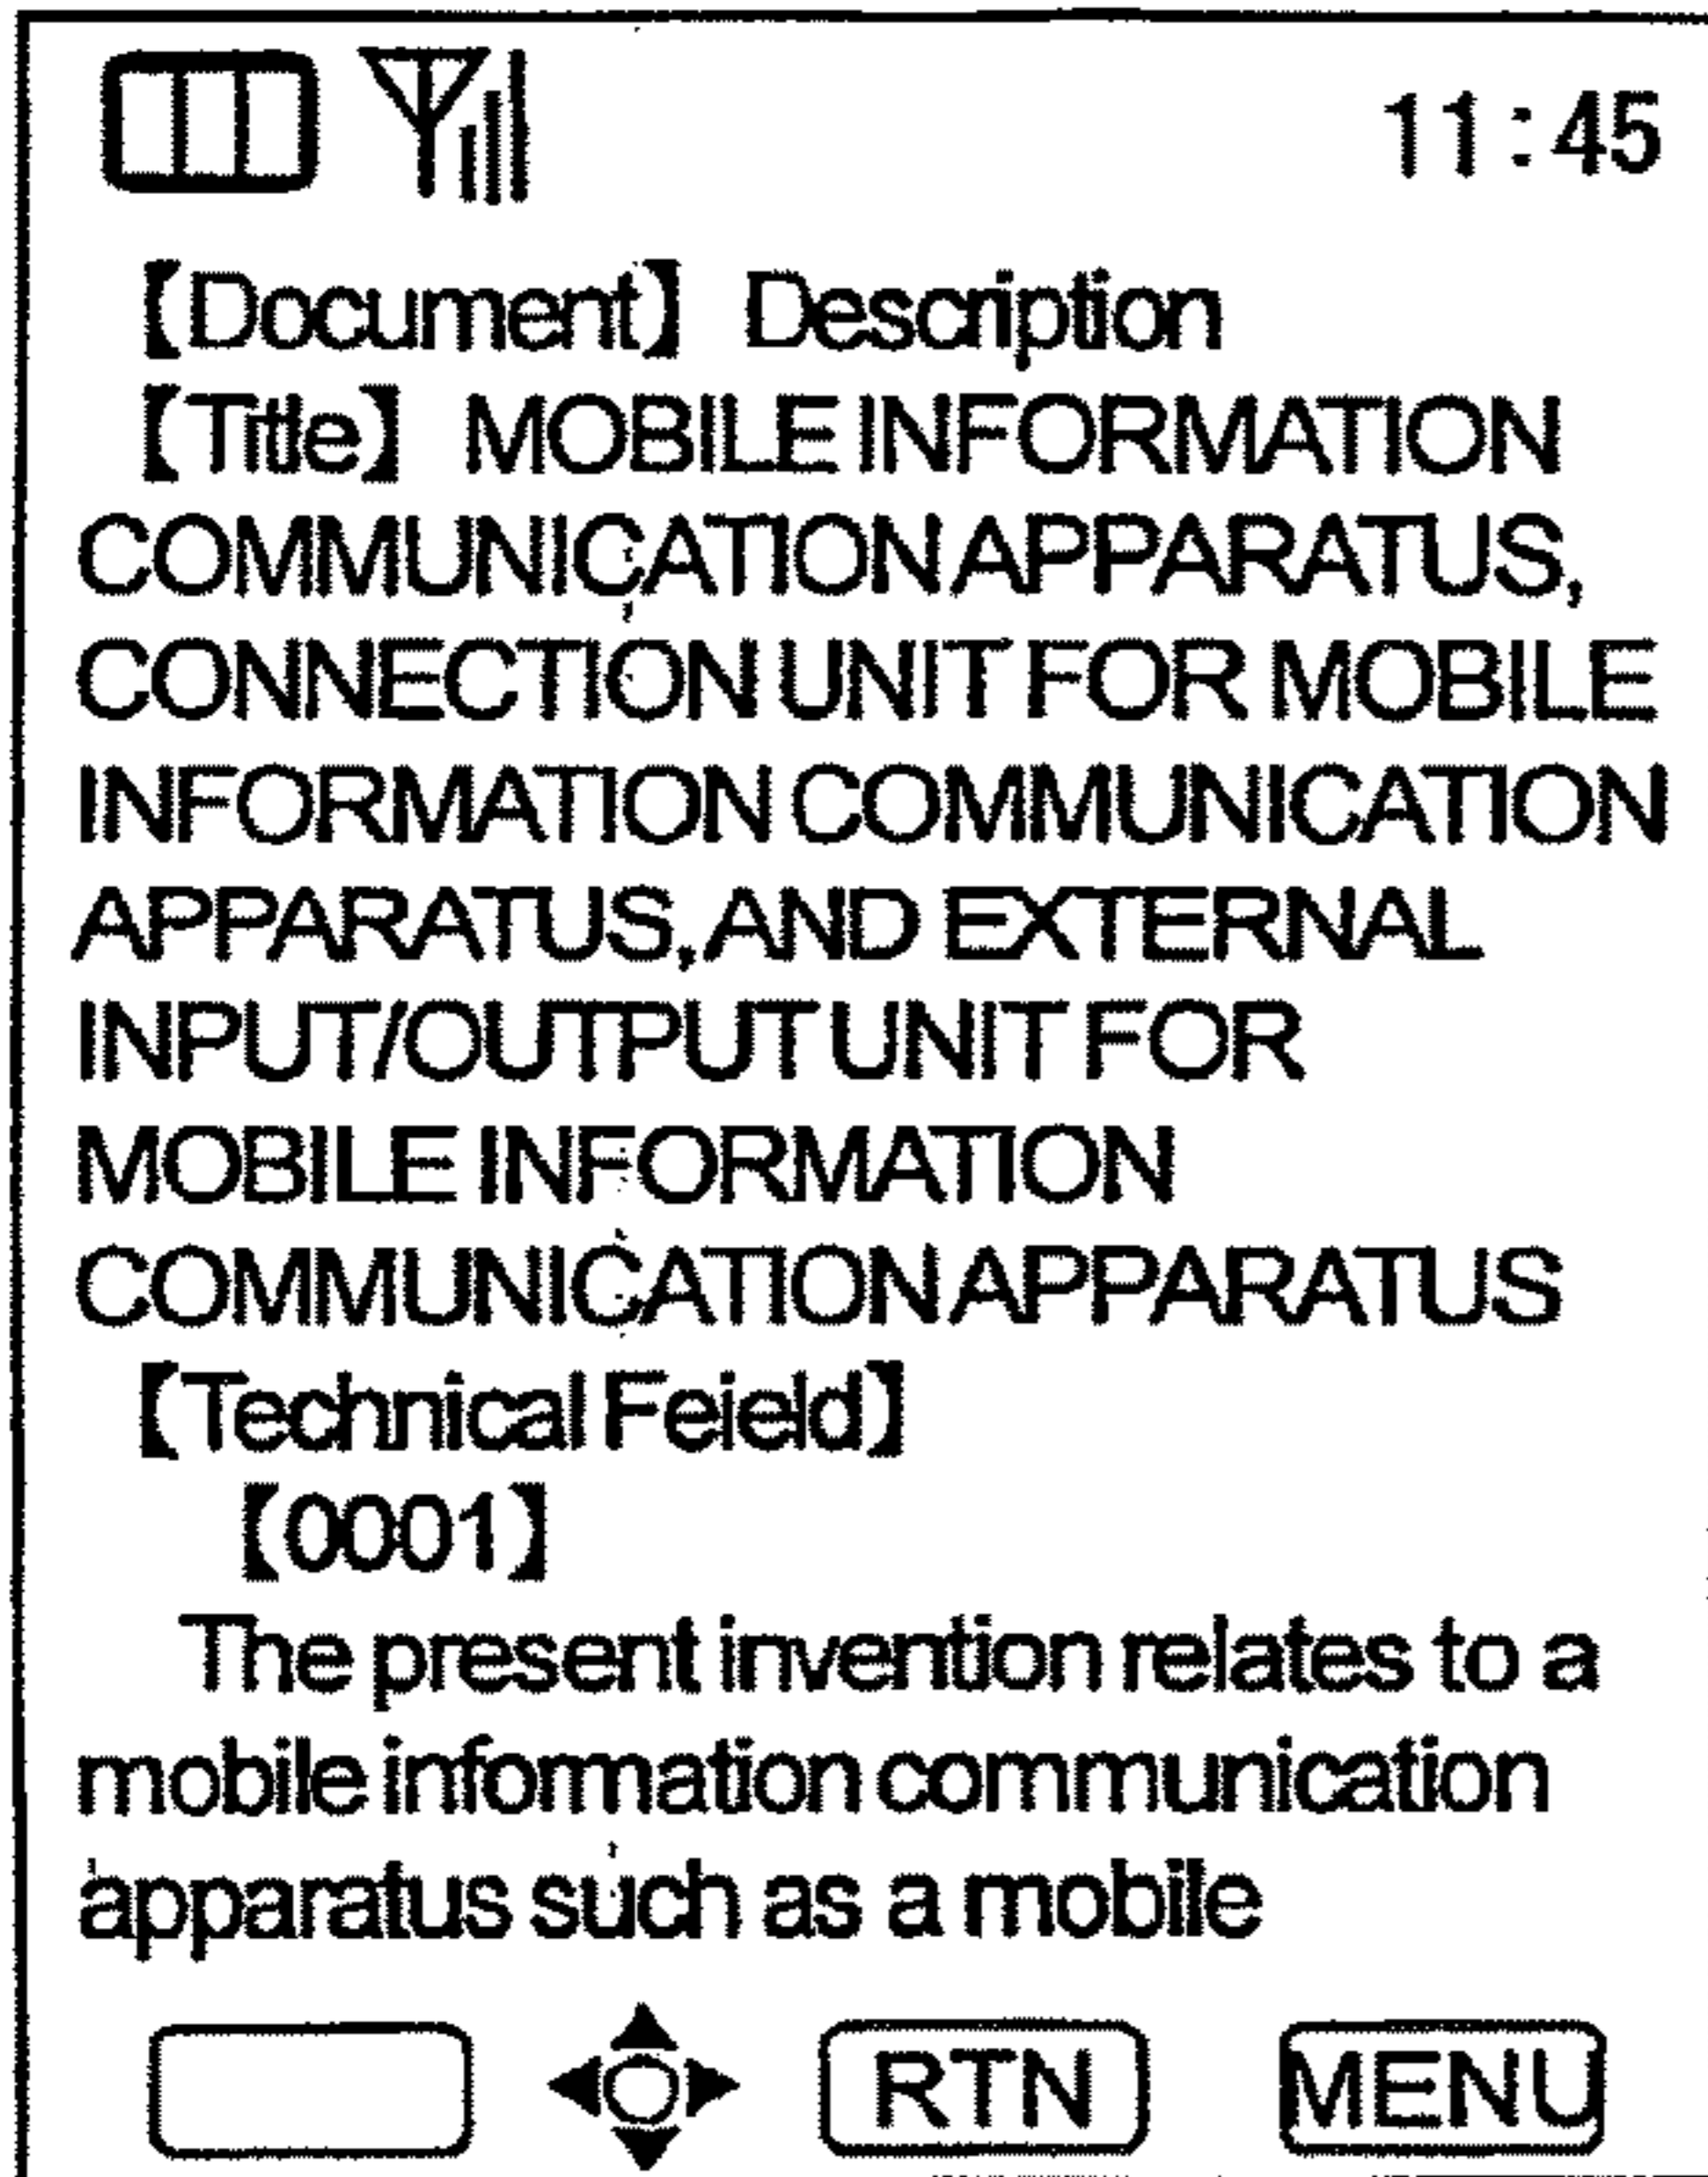 11:45
【Document】 Description
【Title】 MOBILE INFORMATION
COMMUNICATION APPARATUS,
CONNECTION UNIT FOR MOBILE
INFORMATION COMMUNICATION
APPARATUS, AND EXTERNAL
INPUT/OUTPUT UNIT FOR
MOBILE INFORMATION
COMMUNICATION APPARATUS
【Technical Feield】
【0001】
The present invention relates to a
mobile information communication
apparatus such as a mobile
RTN MENU